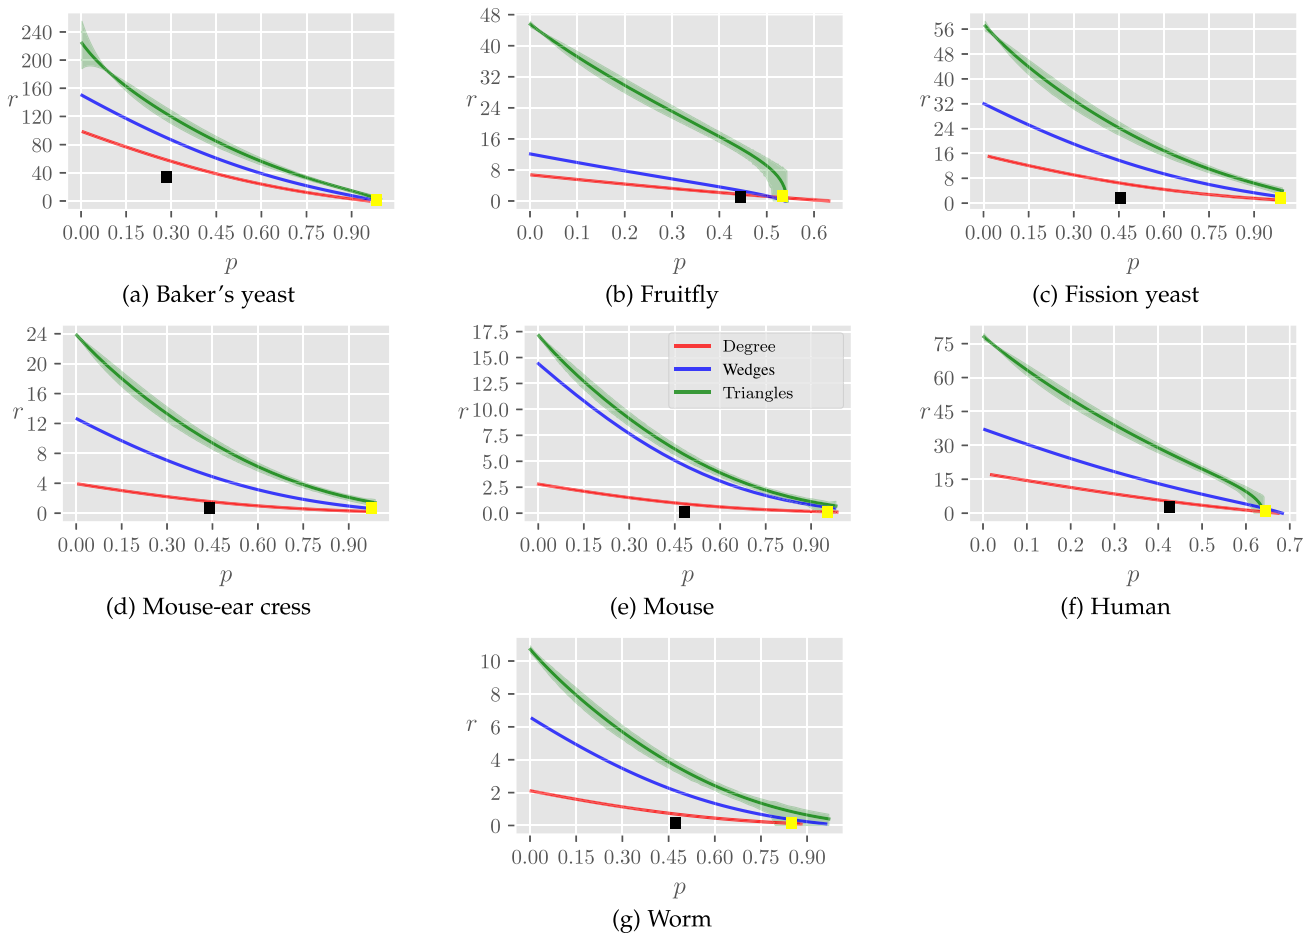 240
200
160
120
80
40
0
r
0.00 0.15 0.30 0.45 0.60 0.75 0.90
p
(a) Baker's yeast
48
40
32
24
16
8
0
r
0.0 0.1 0.2 0.3 0.4 0.5 0.6
p
(b) Fruitfly
56
48
40
32
24
16
8
0
r
0.00 0.15 0.30 0.45 0.60 0.75 0.90
p
(c) Fission yeast
24
20
16
12
8
4
0
r
0.00 0.15 0.30 0.45 0.60 0.75 0.90
p
(d) Mouse-ear cress
17.5
15.0
12.5
10.0
7.5
5.0
2.5
0.0
r
Degree
Wedges
Triangles
0.00 0.15 0.30 0.45 0.60 0.75 0.90
p
(e) Mouse
75
60
45
30
15
0
r
0.0 0.1 0.2 0.3 0.4 0.5 0.6 0.7
p
(f) Human
10
8
6
4
2
0
r
0.00 0.15 0.30 0.45 0.60 0.75 0.90
p
(g) Worm